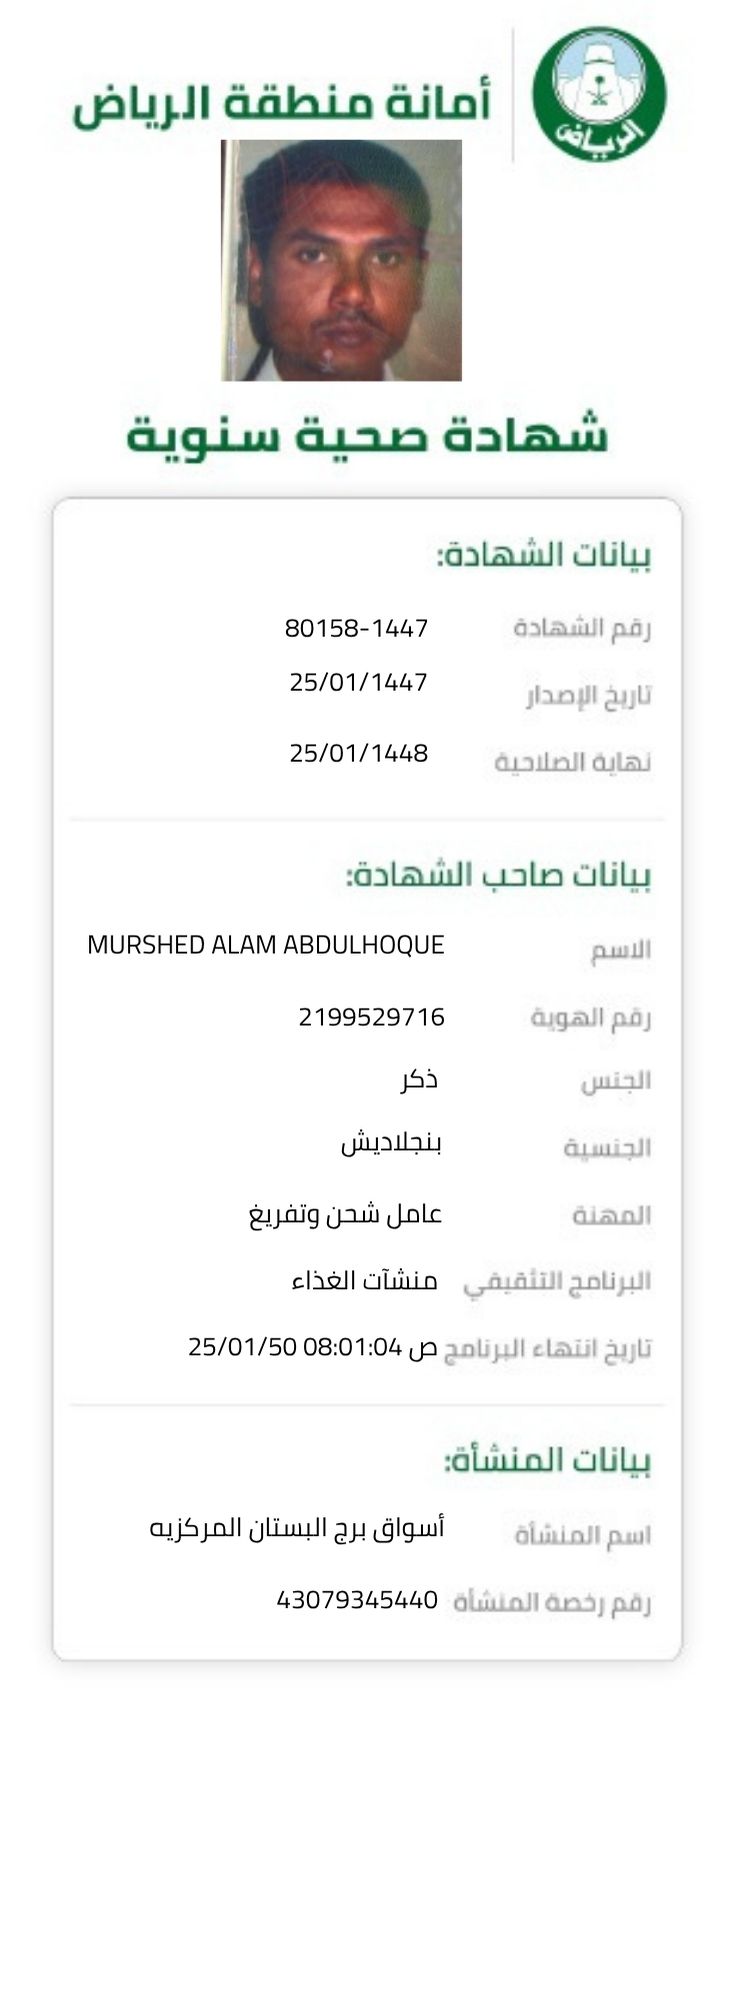 أمانة منطقة الرياض
الرياض
شهادة صحية سنوية
بيانات الشهادة:
رقم الشهادة 80158-1447
تاريخ الإصدار 25/01/1447
نهاية الصلاحية 25/01/1448
بيانات صاحب الشهادة:
الاسم MURSHED ALAM ABDULHOQUE
رقم الهوية 2199529716
الجنس ذكر
الجنسية بنجلاديش
المهنة عامل شحن وتفريغ
البرنامج التثقيفي منشآت الغذاء
تاريخ انتهاء البرنامج ص 08:01:04 25/01/50
بيانات المنشأة:
اسم المنشأة أسواق برج البستان المركزيه
رقم رخصة المنشأة 43079345440